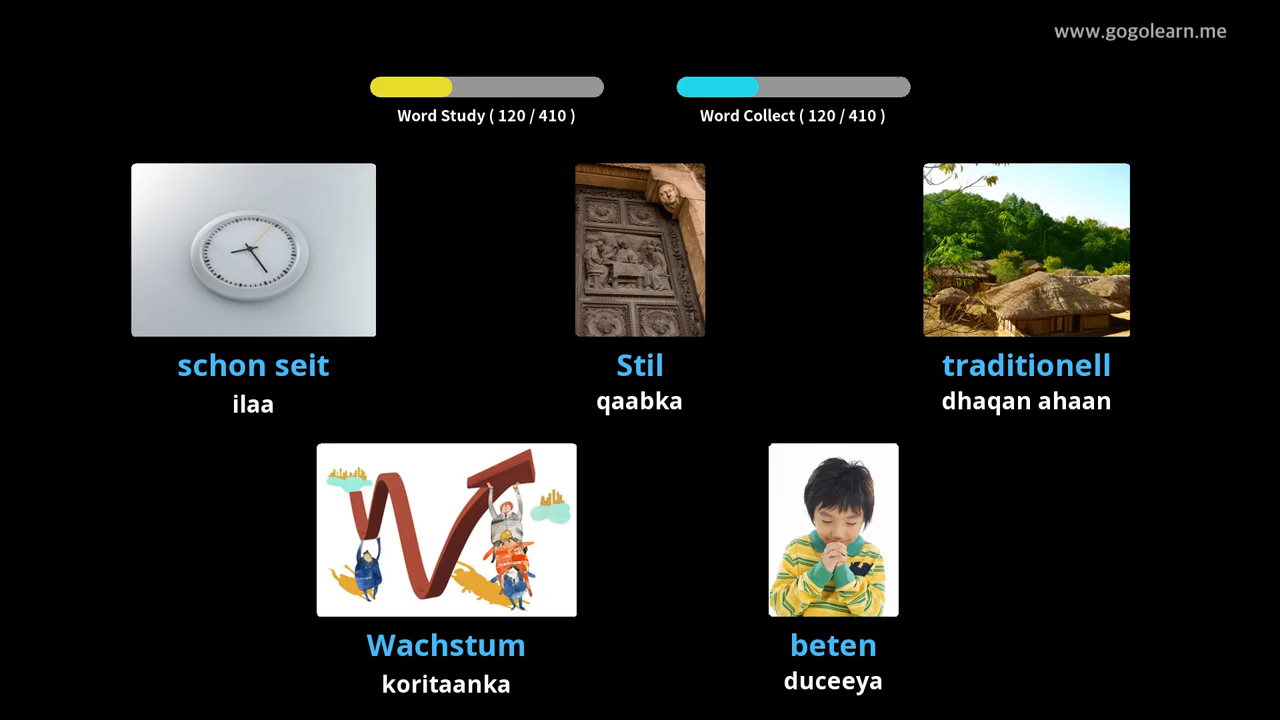 www.gogolearn.me
Word Study ( 120 / 410 )
Word Collect ( 120 / 410 )
schon seit
ilaa
Stil
qaabka
traditionell
dhaqan ahaan
Wachstum
koritaanka
beten
duceeya